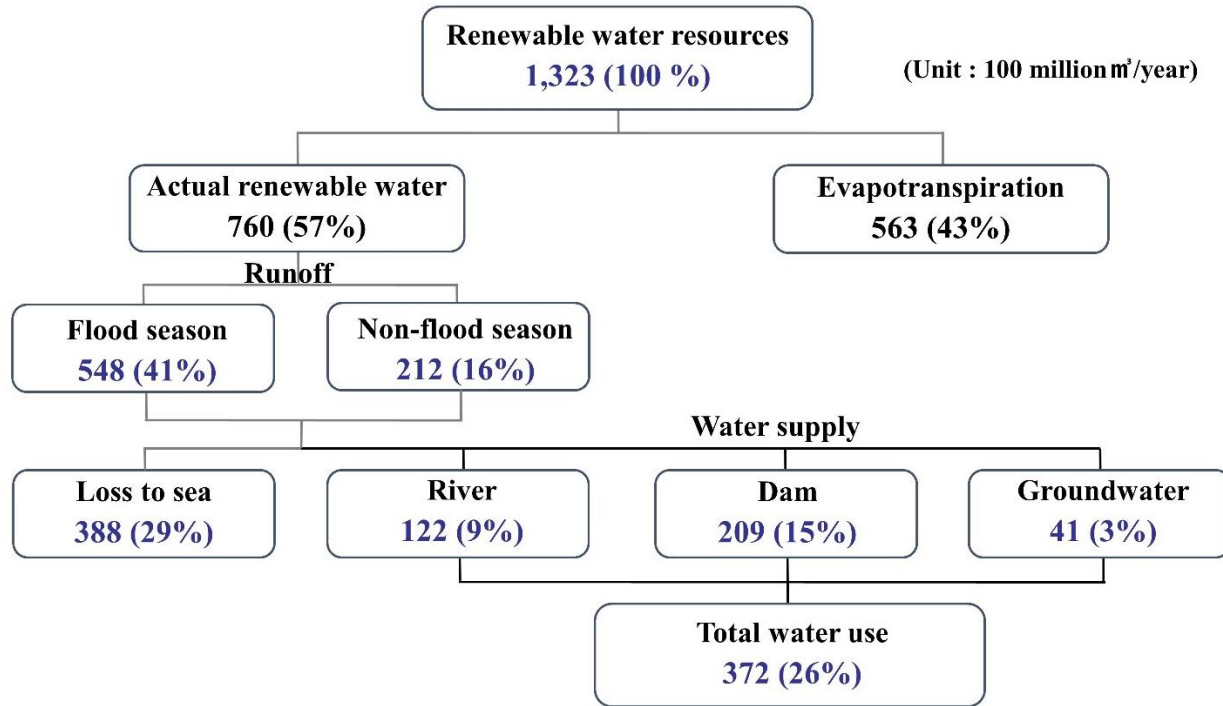 Renewable water resources
1,323 (100 %)
(Unit : 100 million㎥/year)
Actual renewable water
760 (57%)
Evapotranspiration
563 (43%)
Runoff
Flood season
548 (41%)
Non-flood season
212 (16%)
Water supply
Loss to sea
388 (29%)
River
122 (9%)
Dam
209 (15%)
Groundwater
41 (3%)
Total water use
372 (26%)